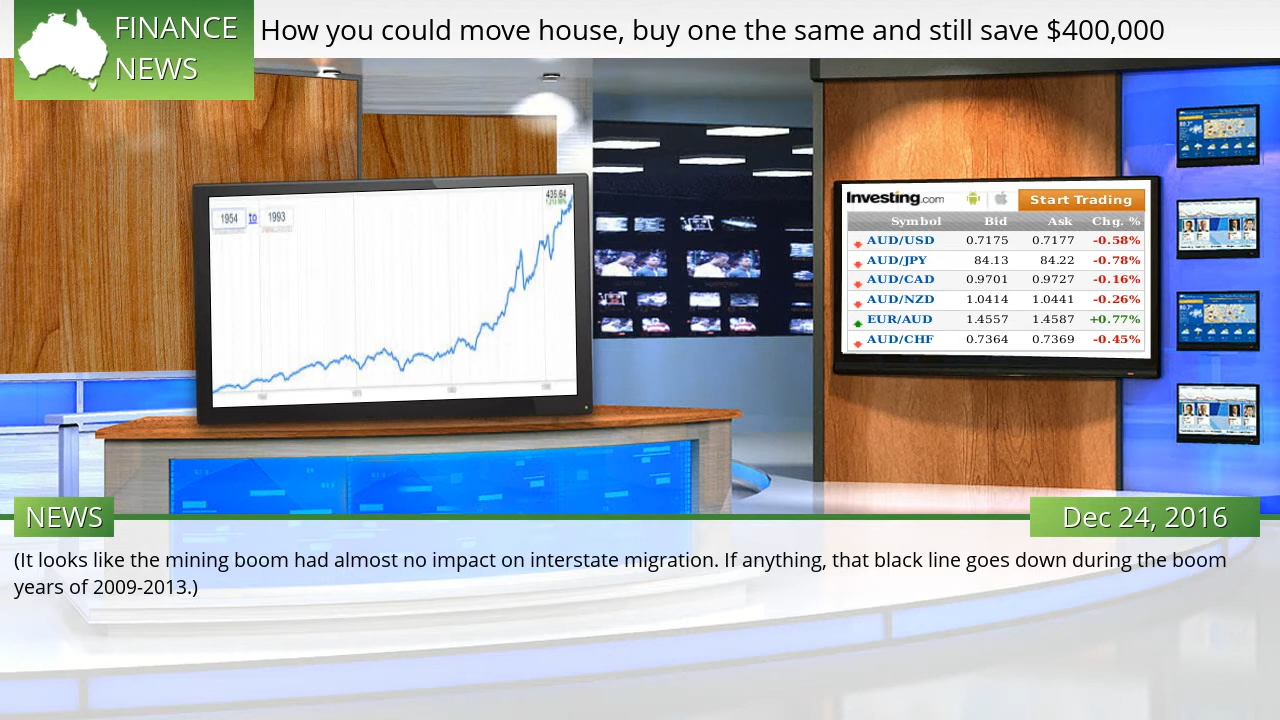 FINANCE
NEWS
How you could move house, buy one the same and still save $400,000
1954 to 1993
435.64
Investing.com
Start Trading
Symbol Bid Ask Chg. %
AUD/USD 0.7175 0.7177 -0.58%
AUD/JPY 84.13 84.22 -0.78%
AUD/CAD 0.9701 0.9727 -0.16%
AUD/NZD 1.0414 1.0441 -0.26%
EUR/AUD 1.4557 1.4587 +0.77%
AUD/CHF 0.7364 0.7369 -0.45%
NEWS
Dec 24, 2016
(It looks like the mining boom had almost no impact on interstate migration. If anything, that black line goes down during the boom
years of 2009-2013.)